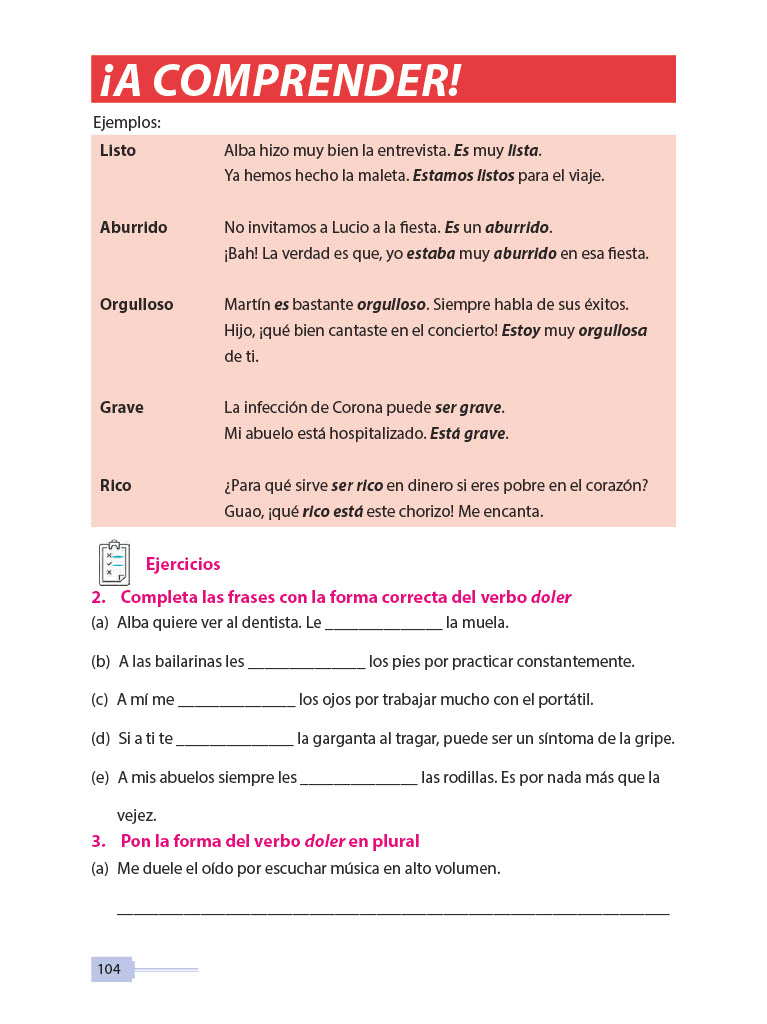 ¡A COMPRENDER!
Ejemplos:
Listo Alba hizo muy bien la entrevista. Es muy lista.
Ya hemos hecho la maleta. Estamos listos para el viaje.
Aburrido No invitamos a Lucio a la fiesta. Es un aburrido.
¡Bah! La verdad es que, yo estaba muy aburrido en esa fiesta.
Orgulloso Martín es bastante orgulloso. Siempre habla de sus éxitos.
Hijo, ¡qué bien cantaste en el concierto! Estoy muy orgullosa
de ti.
Grave La infección de Corona puede ser grave.
Mi abuelo está hospitalizado. Está grave.
Rico ¿Para qué sirve ser rico en dinero si eres pobre en el corazón?
Guao, ¡qué rico está este chorizo! Me encanta.
Ejercicios
2. Completa las frases con la forma correcta del verbo doler
(a) Alba quiere ver al dentista. Le ______________ la muela.
(b) A las bailarinas les ______________ los pies por practicar constantemente.
(c) A mí me ______________ los ojos por trabajar mucho con el portátil.
(d) Si a ti te ______________ la garganta al tragar, puede ser un síntoma de la gripe.
(e) A mis abuelos siempre les ______________ las rodillas. Es por nada más que la
vejez.
3. Pon la forma del verbo doler en plural
(a) Me duele el oído por escuchar música en alto volumen.
__________________________________________________________________
104